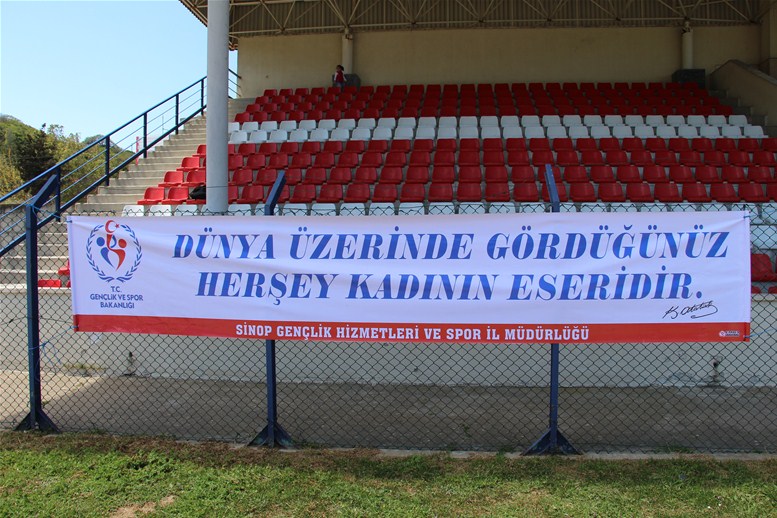 DÜNYA ÜZERİNDE GÖRDÜĞÜNÜZ
HERŞEY KADININ ESERİDİR.
K. Atatürk
T.C.
GENÇLİK VE SPOR
BAKANLIĞI
SİNOP GENÇLİK HİZMETLERİ VE SPOR İL MÜDÜRLÜĞÜ